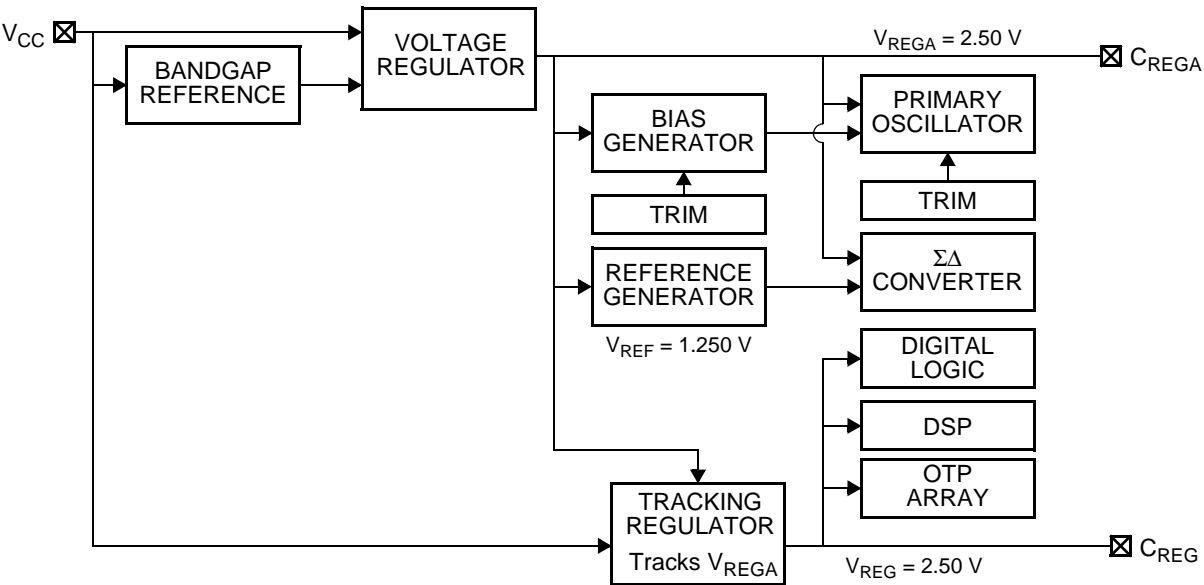 V_CC
BANDGAP
REFERENCE
VOLTAGE
REGULATOR
V_REGA = 2.50 V
C_REGA
BIAS
GENERATOR
PRIMARY
OSCILLATOR
TRIM
TRIM
REFERENCE
GENERATOR
V_REF = 1.250 V
ΣΔ
CONVERTER
DIGITAL
LOGIC
DSP
OTP
ARRAY
TRACKING
REGULATOR
Tracks V_REGA
V_REG = 2.50 V
C_REG